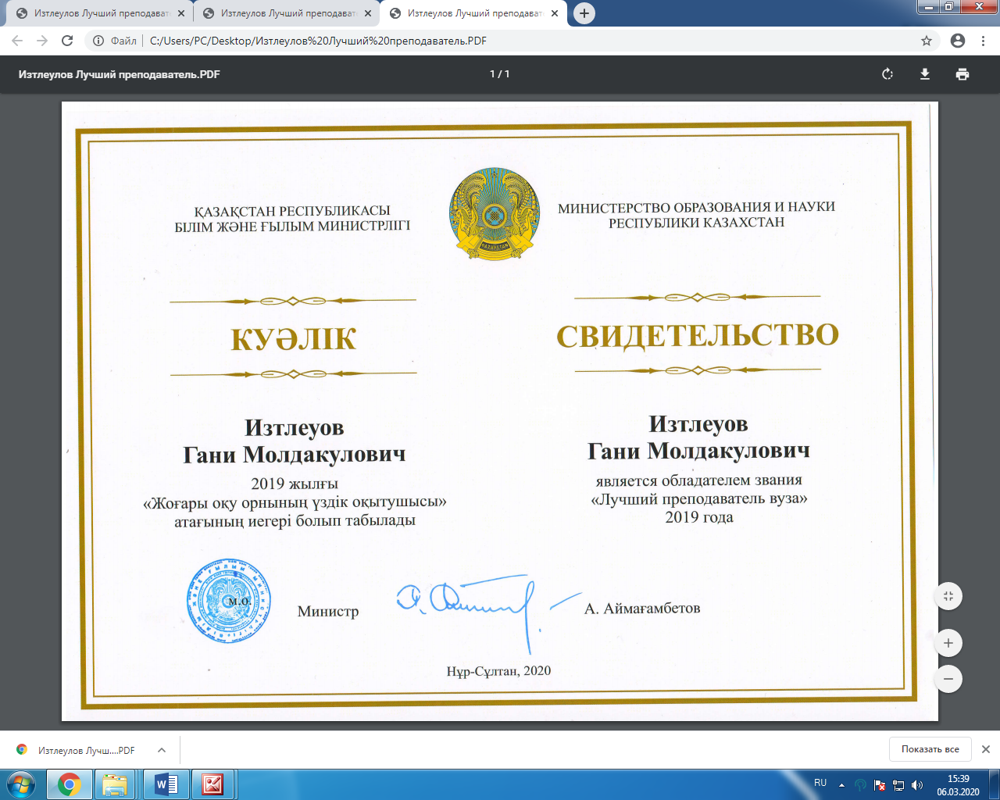 Изтлеулов Лучший преподават
Изтлеулов Лучший преподават
Изтлеулов Лучший преподават
Файл
C:/Users/PC/Desktop/Изтлеулов%20Лучший%20преподаватель.PDF
Изтлеулов Лучший преподаватель.PDF
1 / 1
ҚАЗАҚСТАН РЕСПУБЛИКАСЫ
БІЛІМ ЖӘНЕ ҒЫЛЫМ МИНИСТРЛІГІ
QAZAQSTAN
МИНИСТЕРСТВО ОБРАЗОВАНИЯ И НАУКИ
РЕСПУБЛИКИ КАЗАХСТАН
КУӘЛІК
Изтлеуов
Гани Молдакулович
2019 жылғы
«Жоғары оқу орнының үздік оқытушысы»
атағының иегері болып табылады
СВИДЕТЕЛЬСТВО
Изтлеуов
Гани Молдакулович
является обладателем звания
«Лучший преподаватель вуза»
2019 года
м.о.
Министр
А. Аймағамбетов
Нұр-Сұлтан, 2020
Изтлеулов Лучш....PDF
Показать все
RU
15:39
06.03.2020